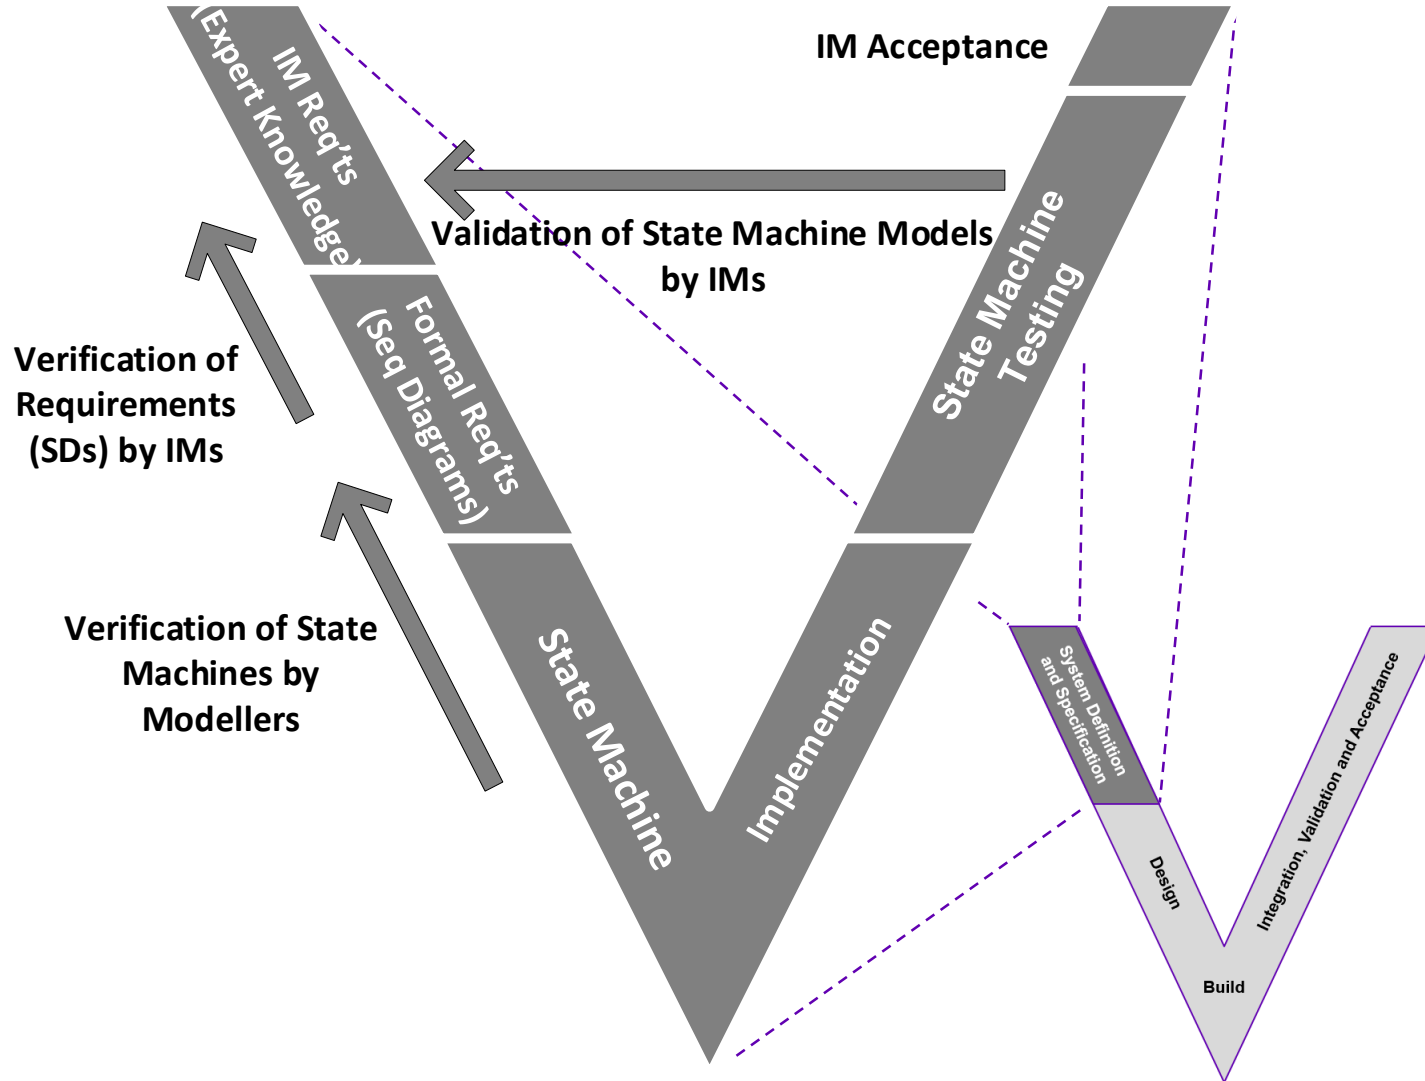 (Expert Knowledge)
IM Req'ts
IM Acceptance
Validation of State Machine Models
by IMs
Formal Req'ts
(Seq Diagrams)
State Machine
Testing
Verification of
Requirements
(SDs) by IMs
Verification of State
Machines by
Modellers
State Machine
Implementation
System Definition
and Specification
Design
Build
Integration, Validation and Acceptance